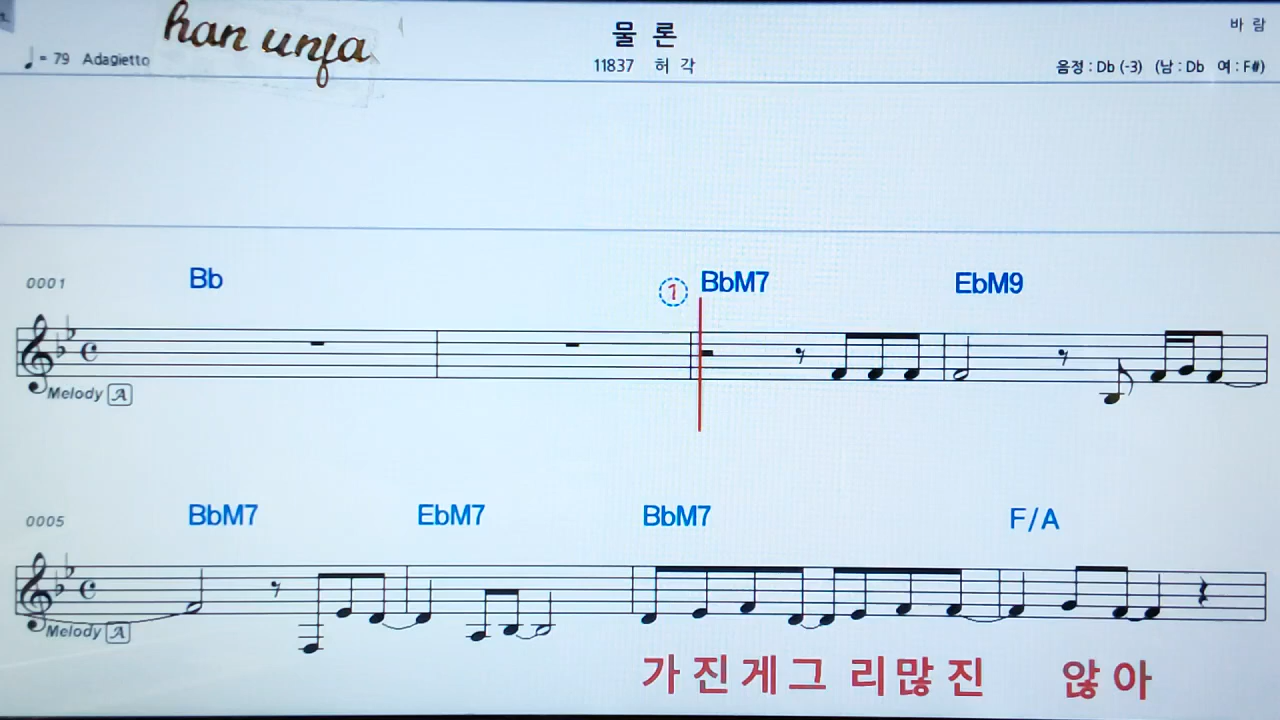 han unja
물 론
바 람
♩ = 79 Adagietto
11837 허 각
음정 : Db (-3) (남 : Db 여 : F#)
0001 Bb ① BbM7 EbM9
Melody A
0005 BbM7 EbM7 BbM7 F/A
Melody A
가 진 게 그 리 많 진 않 아